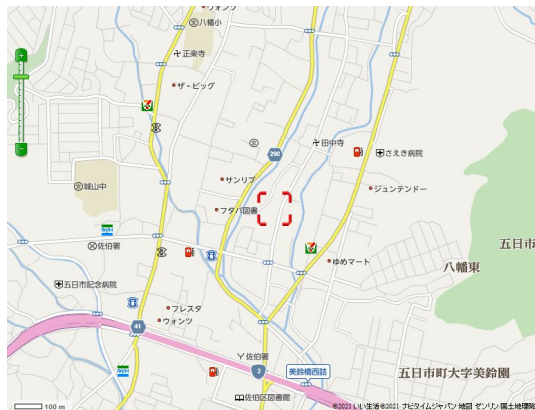 ウォンツ
八幡小
正楽寺
ザ・ビッグ
290
田中寺
さえき病院
サンリブ
城山中
ジュンテンドー
フタバ図書
五日市
佐伯署
ゆめマート
八幡東
五日市記念病院
フレスタ
ウォンツ
41
佐伯署
2
美鈴橋西詰
五日市町大字美鈴園
佐伯区図書館
100 m
©2021 いい生活©2021 ナビタイムジャパン 地図 ゼンリン 国土地理院